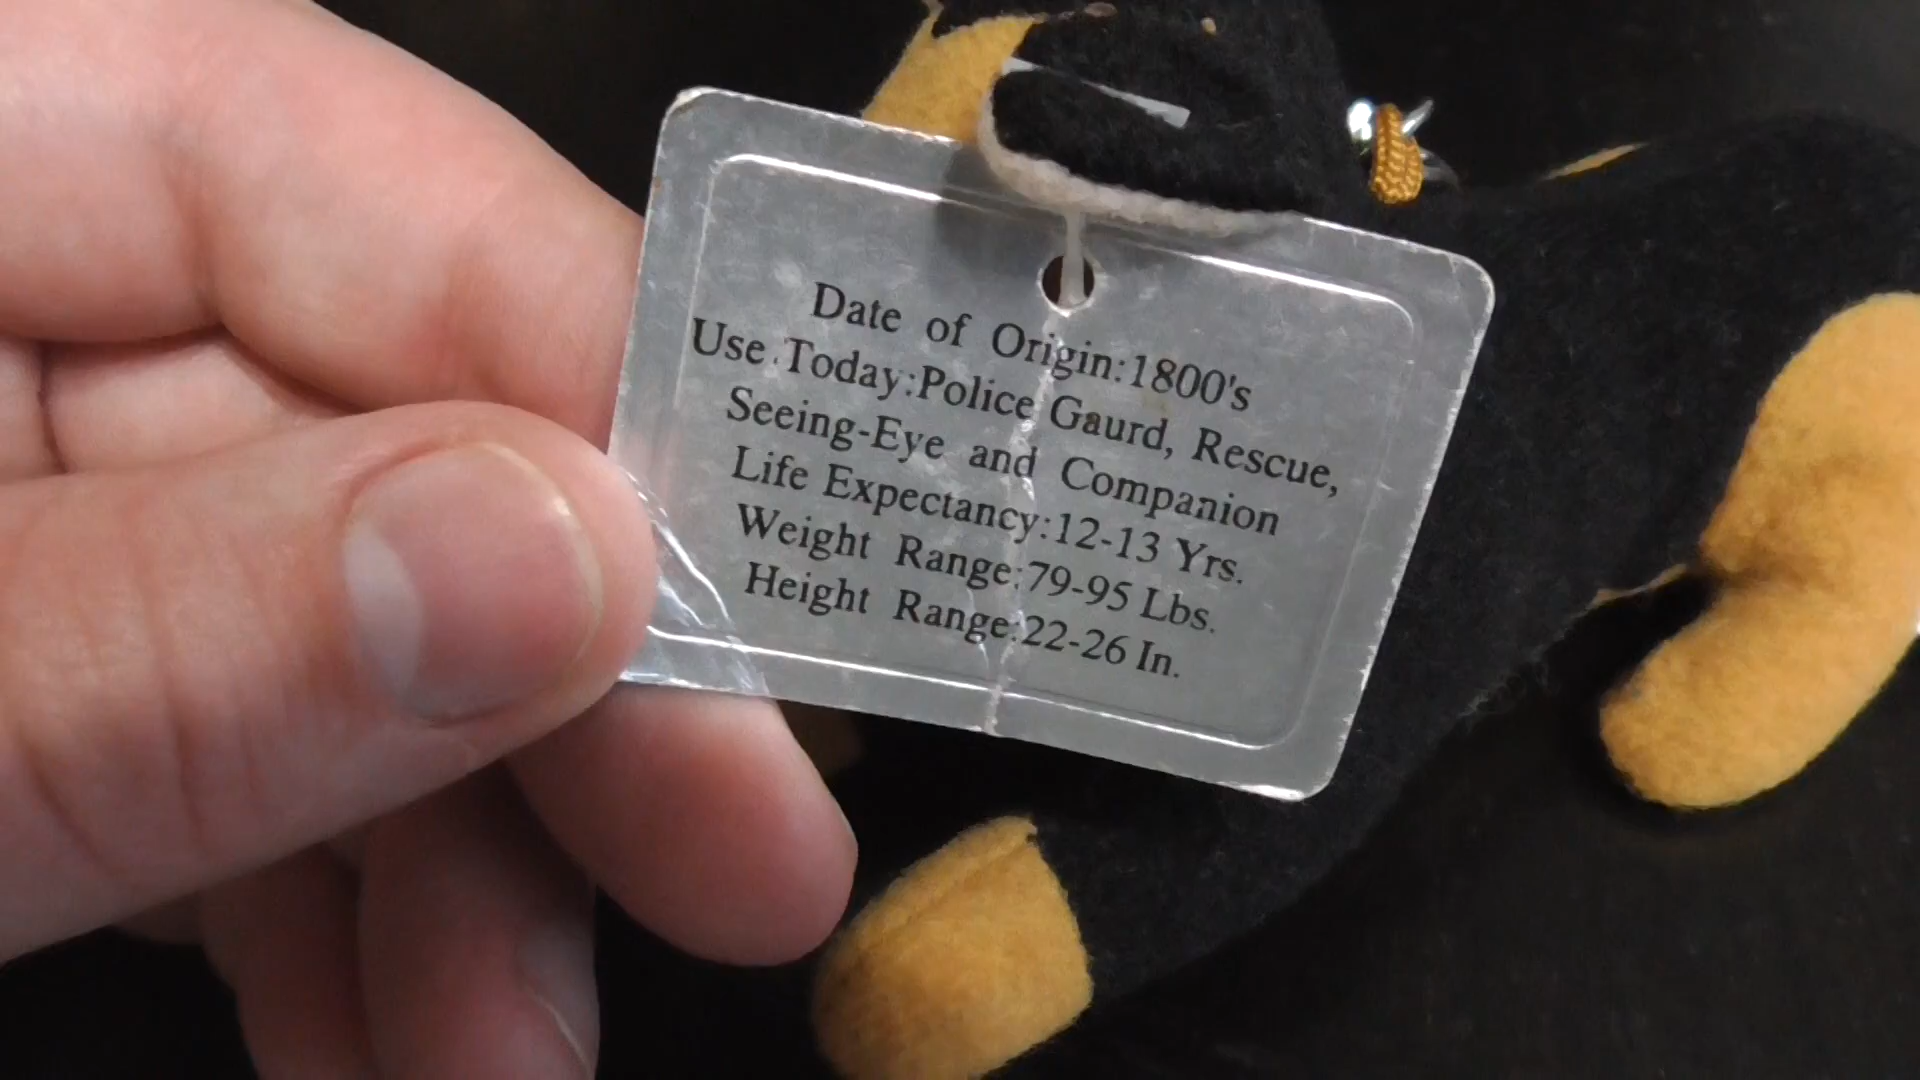 Date of Origin:1800's
Use Today:Police Gaurd, Rescue,
Seeing-Eye and Companion
Life Expectancy:12-13 Yrs.
Weight Range:79-95 Lbs.
Height Range:22-26 In.